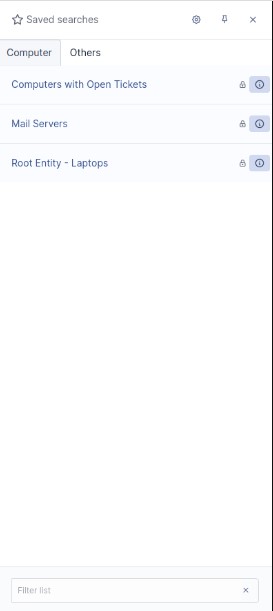 Saved searches
Computer Others
Computers with Open Tickets
Mail Servers
Root Entity - Laptops
Filter list